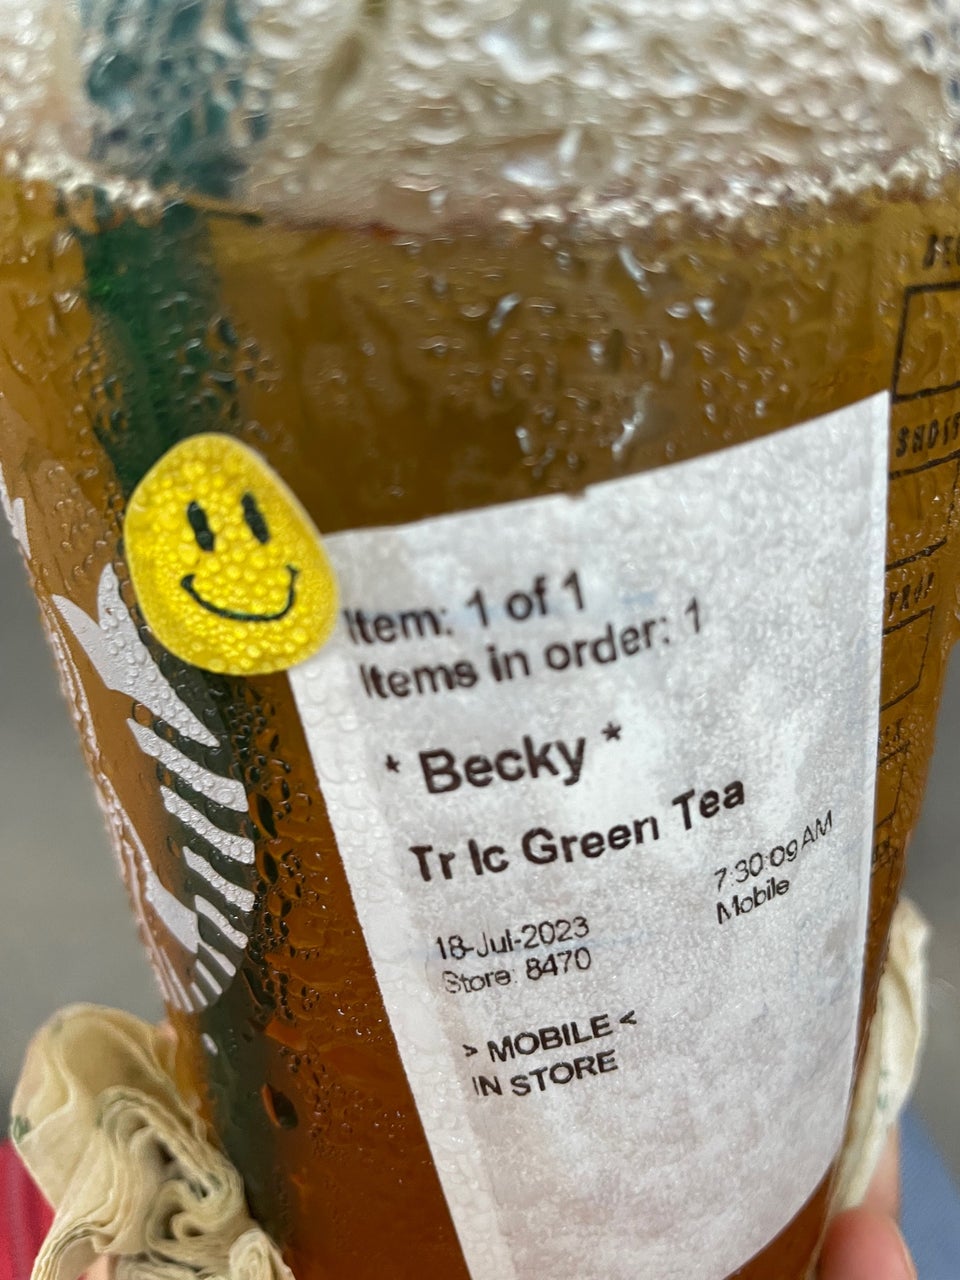 Item: 1 of 1
Items in order: 1
* Becky *
Tr Ic Green Tea
7:30:09 AM
Mobile
18-Jul-2023
Store: 8470
> MOBILE <
IN STORE